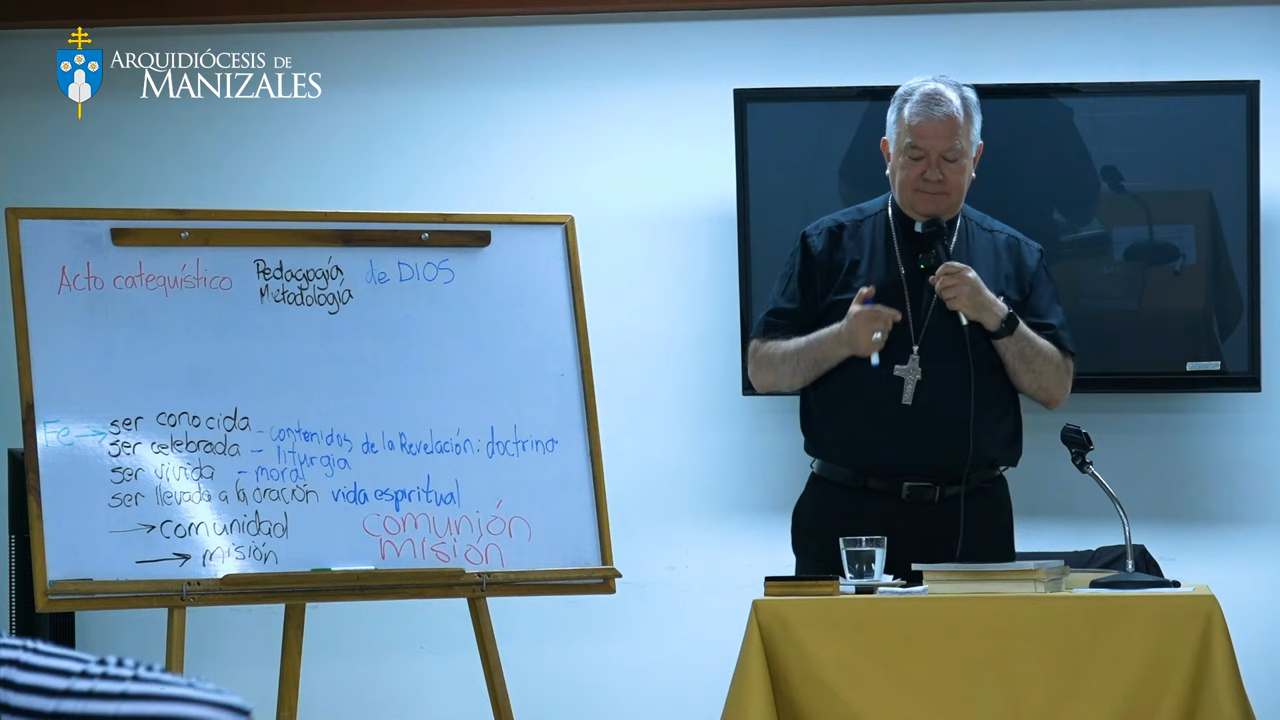 ARQUIDIÓCESIS DE
MANIZALES
Acto catequístico Pedagogía de DIOS
Metodología
Fe → ser conocida - contenidos de la Revelación: doctrina
ser celebrada - liturgia
ser vivida - moral
ser llevada a la oración vida espiritual
→ comunidad comunión
→ misión misión